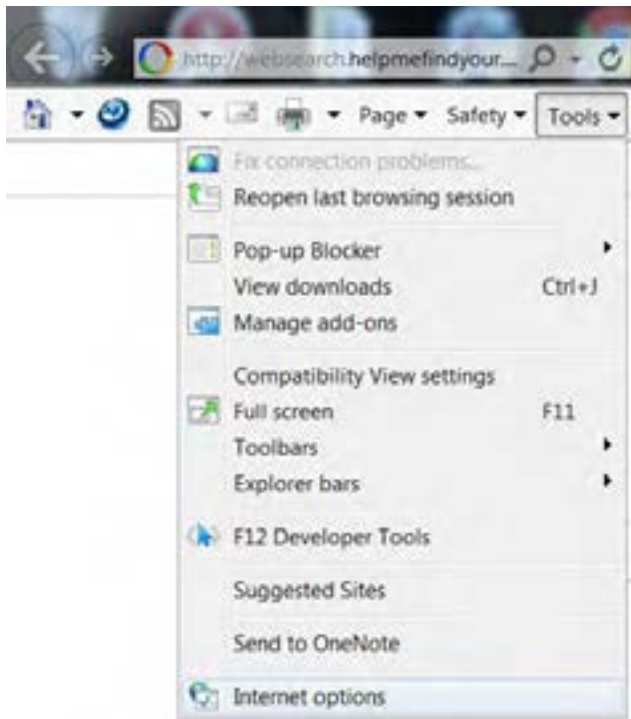 http://websearch.helpmefindyour...
Page Safety Tools
Fix connection problems...
Reopen last browsing session
Pop-up Blocker
View downloads Ctrl+J
Manage add-ons
Compatibility View settings
Full screen F11
Toolbars
Explorer bars
F12 Developer Tools
Suggested Sites
Send to OneNote
Internet options